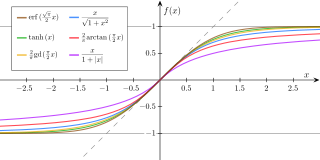 f(x)
erf(√π/2 x)
x/√(1+x²)
tanh(x)
2/π arctan(π/2 x)
2/π gd(π/2 x)
x/(1+|x|)
1
0.5
x
−2.5 −2 −1.5 −1 −0.5 0.5 1 1.5 2 2.5
−0.5
−1